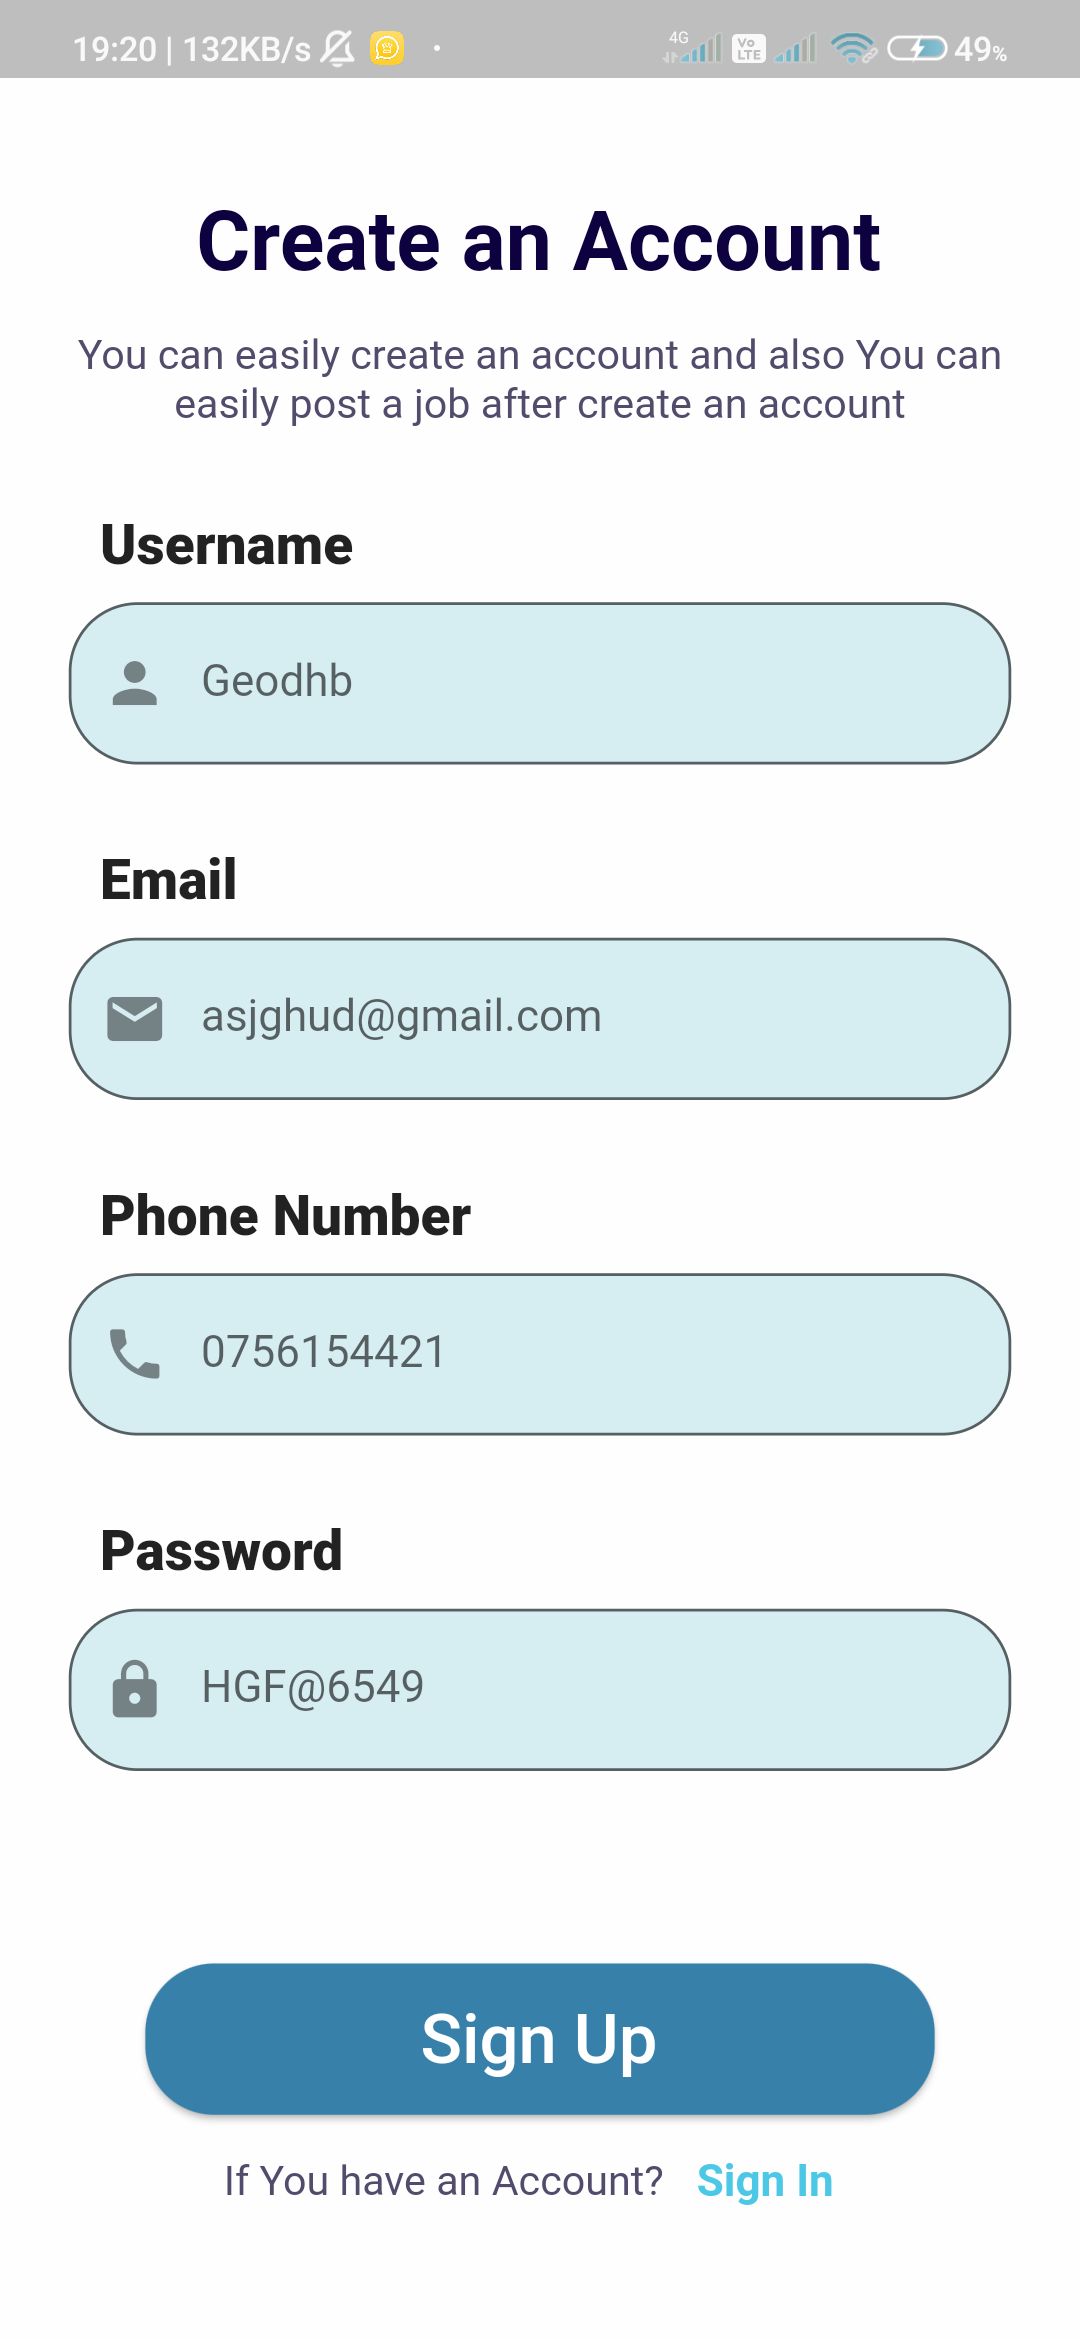 19:20 | 132KB/s 4G Vo LTE 49%
Create an Account
You can easily create an account and also You can
easily post a job after create an account
Username
Geodhb
Email
asjghud@gmail.com
Phone Number
0756154421
Password
HGF@6549
Sign Up
If You have an Account? Sign In